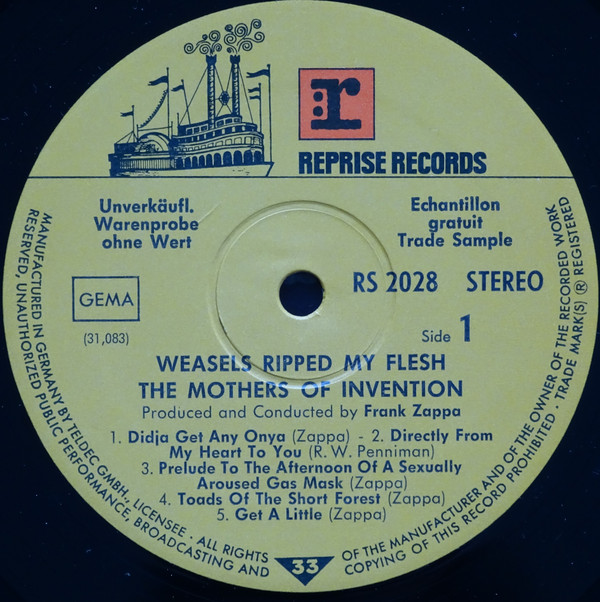 r
REPRISE RECORDS
Unverkäufl.
Warenprobe
ohne Wert
Echantillon
gratuit
Trade Sample
GEMA
(31,083)
RS 2028 STEREO
Side 1
WEASELS RIPPED MY FLESH
THE MOTHERS OF INVENTION
Produced and Conducted by Frank Zappa
1. Didja Get Any Onya (Zappa) - 2. Directly From
My Heart To You (R. W. Penniman)
3. Prelude To The Afternoon Of A Sexually
Aroused Gas Mask (Zappa)
4. Toads Of The Short Forest (Zappa)
5. Get A Little (Zappa)
33
MANUFACTURED IN GERMANY BY TELDEC GMBH., LICENSEE · ALL RIGHTS
OF THE MANUFACTURER AND OF THE OWNER OF THE RECORDED WORK
RESERVED, UNAUTHORIZED PUBLIC PERFORMANCE, BROADCASTING AND
COPYING OF THIS RECORD PROHIBITED · TRADE MARK(S) ® REGISTERED